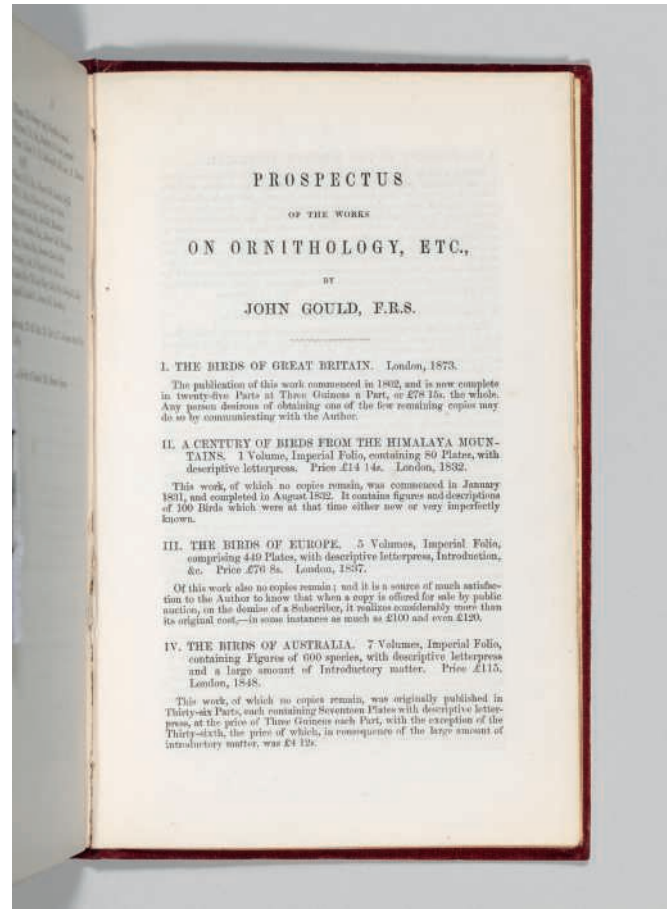 PROSPECTUS
OF THE WORKS
ON ORNITHOLOGY, ETC.,
BY
JOHN GOULD, F.R.S.
I. THE BIRDS OF GREAT BRITAIN. London, 1873.
The publication of this work commenced in 1862, and is now complete
in twenty-five Parts at Three Guineas a Part, or £78 15s. the whole.
Any person desirous of obtaining one of the few remaining copies may
do so by communicating with the Author.
II. A CENTURY OF BIRDS FROM THE HIMALAYA MOUN-
TAINS. 1 Volume, Imperial Folio, containing 80 Plates, with
descriptive letterpress. Price £14 14s. London, 1832.
This work, of which no copies remain, was commenced in January
1831, and completed in August 1832. It contains figures and descriptions
of 100 Birds which were at that time either new or very imperfectly
known.
III. THE BIRDS OF EUROPE. 5 Volumes, Imperial Folio,
comprising 449 Plates, with descriptive letterpress, Introduction,
&c. Price £76 8s. London, 1837.
Of this work also no copies remain; and it is a source of much satisfac-
tion to the Author to know that when a copy is offered for sale by public
auction, on the demise of a Subscriber, it realizes considerably more than
its original cost,—in some instances as much as £100 and even £120.
IV. THE BIRDS OF AUSTRALIA. 7 Volumes, Imperial Folio,
containing Figures of 600 species, with descriptive letterpress
and a large amount of Introductory matter. Price £115.
London, 1848.
This work, of which no copies remain, was originally published in
Thirty-six Parts, each containing Seventeen Plates with descriptive letter-
press, at the price of Three Guineas each Part, with the exception of the
Thirty-sixth, the price of which, in consequence of the large amount of
introductory matter, was £4 12s.